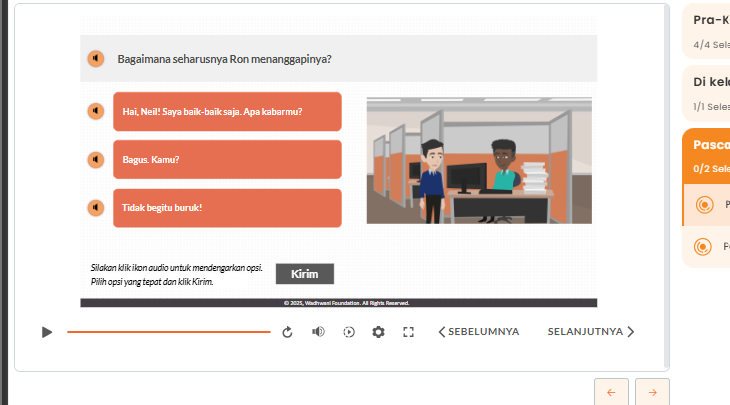 Bagaimana seharusnya Ron menanggapinya?
Hai, Neil! Saya baik-baik saja. Apa kabarmu?
Bagus. Kamu?
Tidak begitu buruk!
Silakan klik ikon audio untuk mendengarkan opsi.
Pilih opsi yang tepat dan klik Kirim.
Kirim
© 2025, Wadhwani Foundation. All Rights Reserved.
SEBELUMNYA
SELANJUTNYA
Pra-K
4/4 Sele
Di kel
1/1 Seles
Pasca
0/2 Sele
P